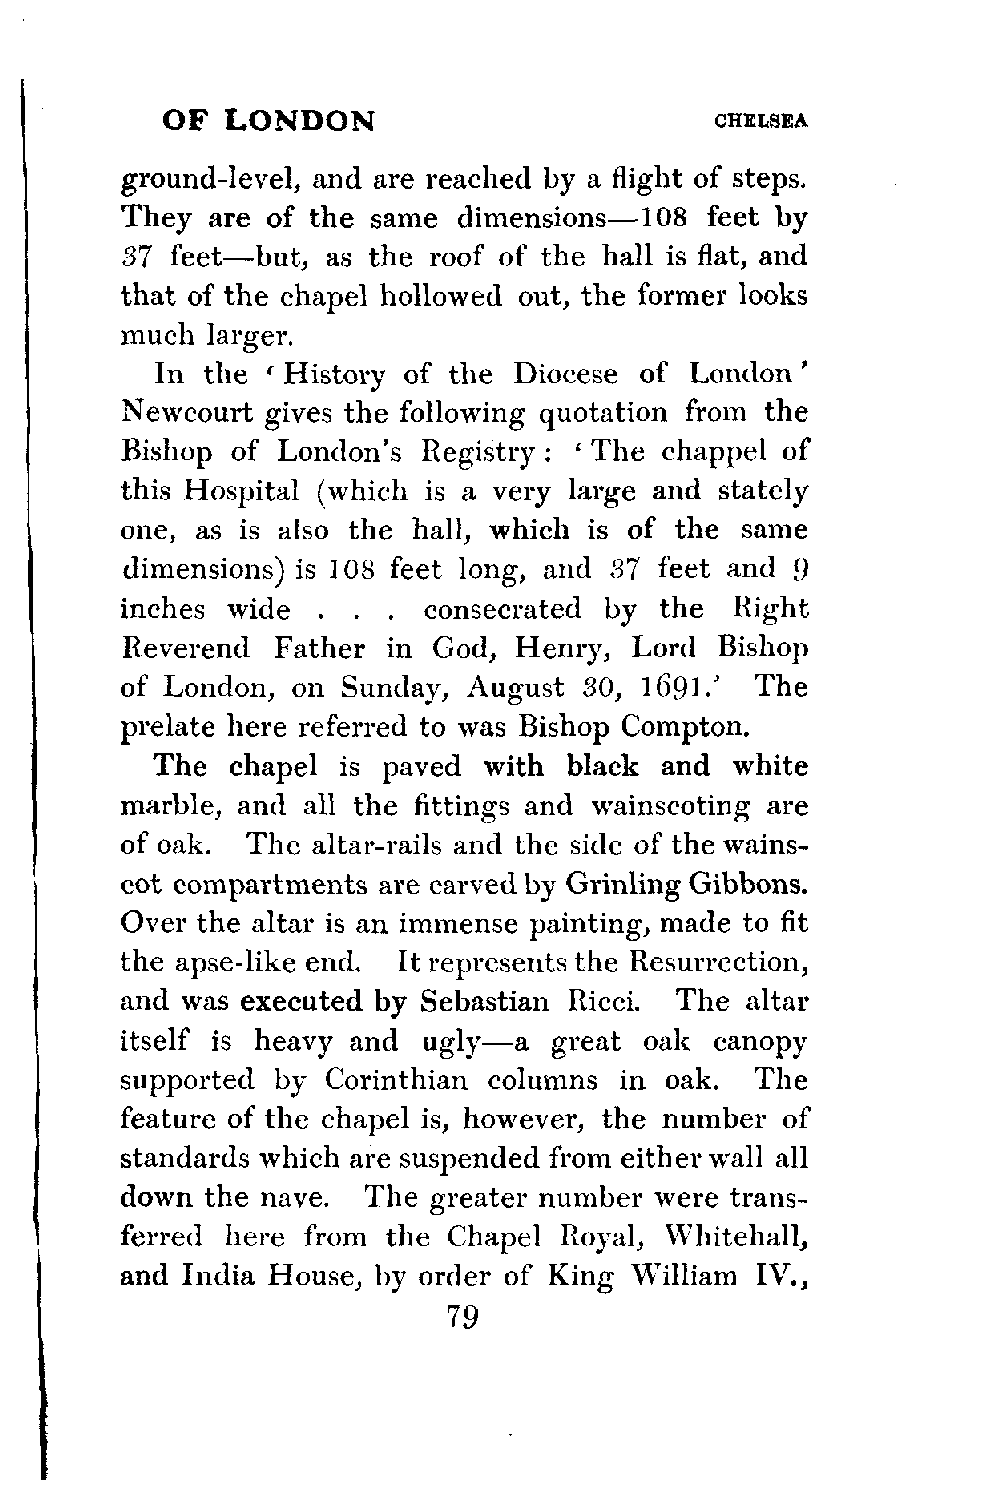 OF LONDON CHELSEA
ground-level, and are reached by a flight of steps.
They are of the same dimensions—108 feet by
37 feet—but, as the roof of the hall is flat, and
that of the chapel hollowed out, the former looks
much larger.
In the ‘ History of the Diocese of London ’
Newcourt gives the following quotation from the
Bishop of London's Registry : ‘ The chappel of
this Hospital (which is a very large and stately
one, as is also the hall, which is of the same
dimensions) is 108 feet long, and 37 feet and 9
inches wide . . . consecrated by the Right
Reverend Father in God, Henry, Lord Bishop
of London, on Sunday, August 30, 1691.’ The
prelate here referred to was Bishop Compton.
The chapel is paved with black and white
marble, and all the fittings and wainscoting are
of oak. The altar-rails and the side of the wains-
cot compartments are carved by Grinling Gibbons.
Over the altar is an immense painting, made to fit
the apse-like end. It represents the Resurrection,
and was executed by Sebastian Ricci. The altar
itself is heavy and ugly—a great oak canopy
supported by Corinthian columns in oak. The
feature of the chapel is, however, the number of
standards which are suspended from either wall all
down the nave. The greater number were trans-
ferred here from the Chapel Royal, Whitehall,
and India House, by order of King William IV.,
79